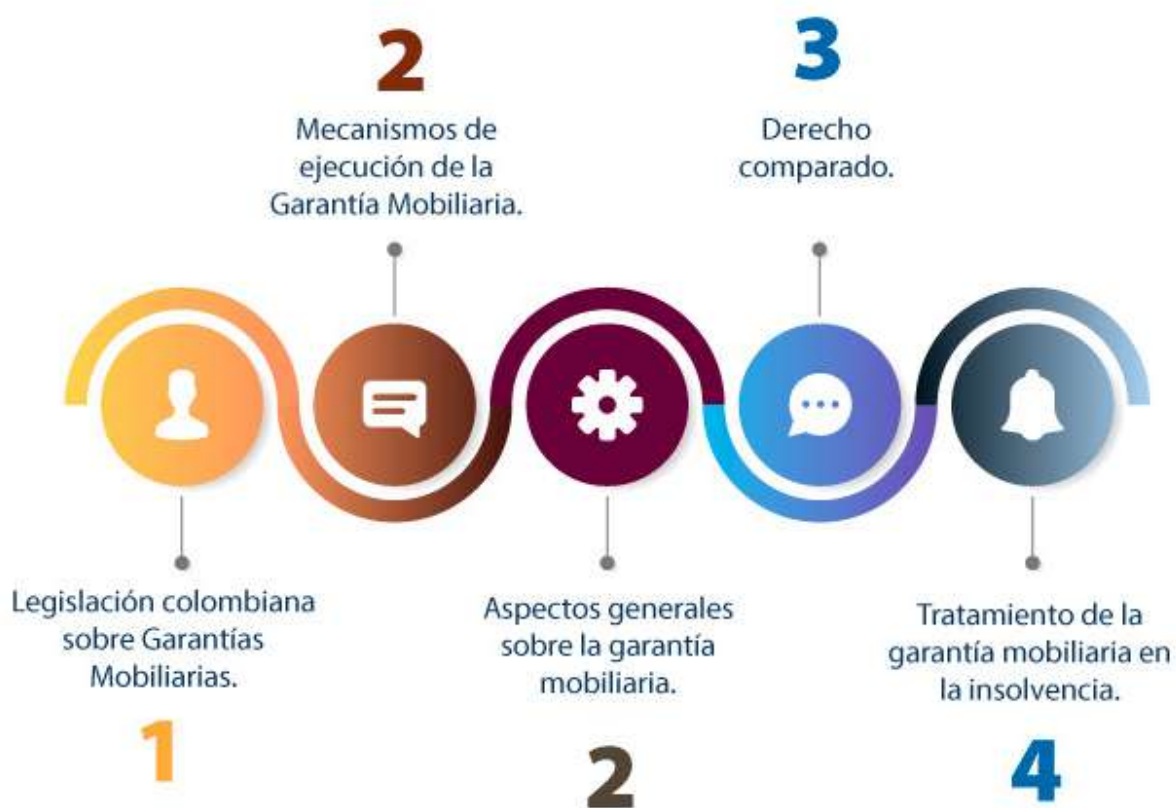 2
Mecanismos de
ejecución de la
Garantía Mobiliaria.
3
Derecho
comparado.
Legislación colombiana
sobre Garantías
Mobiliarias.
1
Aspectos generales
sobre la garantía
mobiliaria.
2
Tratamiento de la
garantía mobiliaria en
la insolvencia.
4